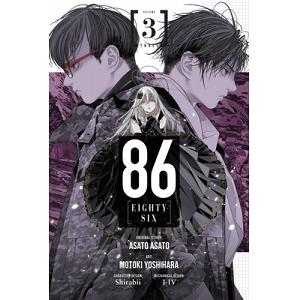 VOLUME
[3]
86
EIGHTY
SIX
ORIGINAL STORY
ASATO ASATO
ART
MOTOKI YOSHIHARA
CHARACTER DESIGN
Shirabii
MECHANICAL DESIGN
I-IV